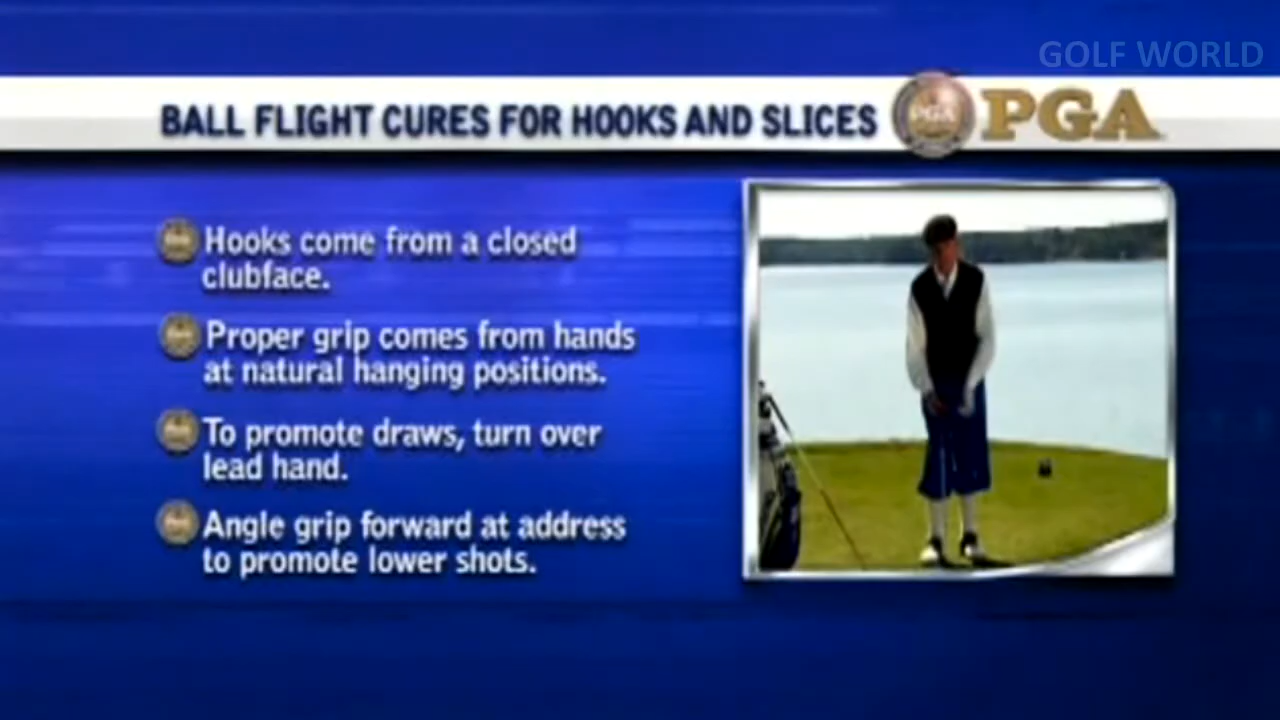 GOLF WORLD
BALL FLIGHT CURES FOR HOOKS AND SLICES
PGA
PGA
Hooks come from a closed
clubface.
Proper grip comes from hands
at natural hanging positions.
To promote draws, turn over
lead hand.
Angle grip forward at address
to promote lower shots.